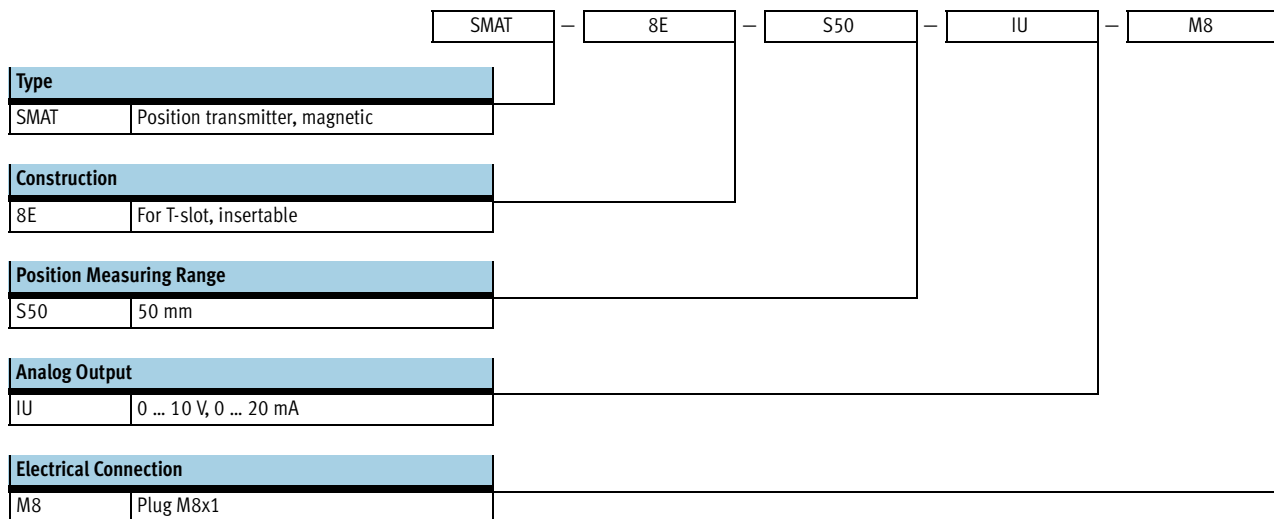 SMAT – 8E – S50 – IU – M8
Type
SMAT Position transmitter, magnetic
Construction
8E For T-slot, insertable
Position Measuring Range
S50 50 mm
Analog Output
IU 0 ... 10 V, 0 ... 20 mA
Electrical Connection
M8 Plug M8x1